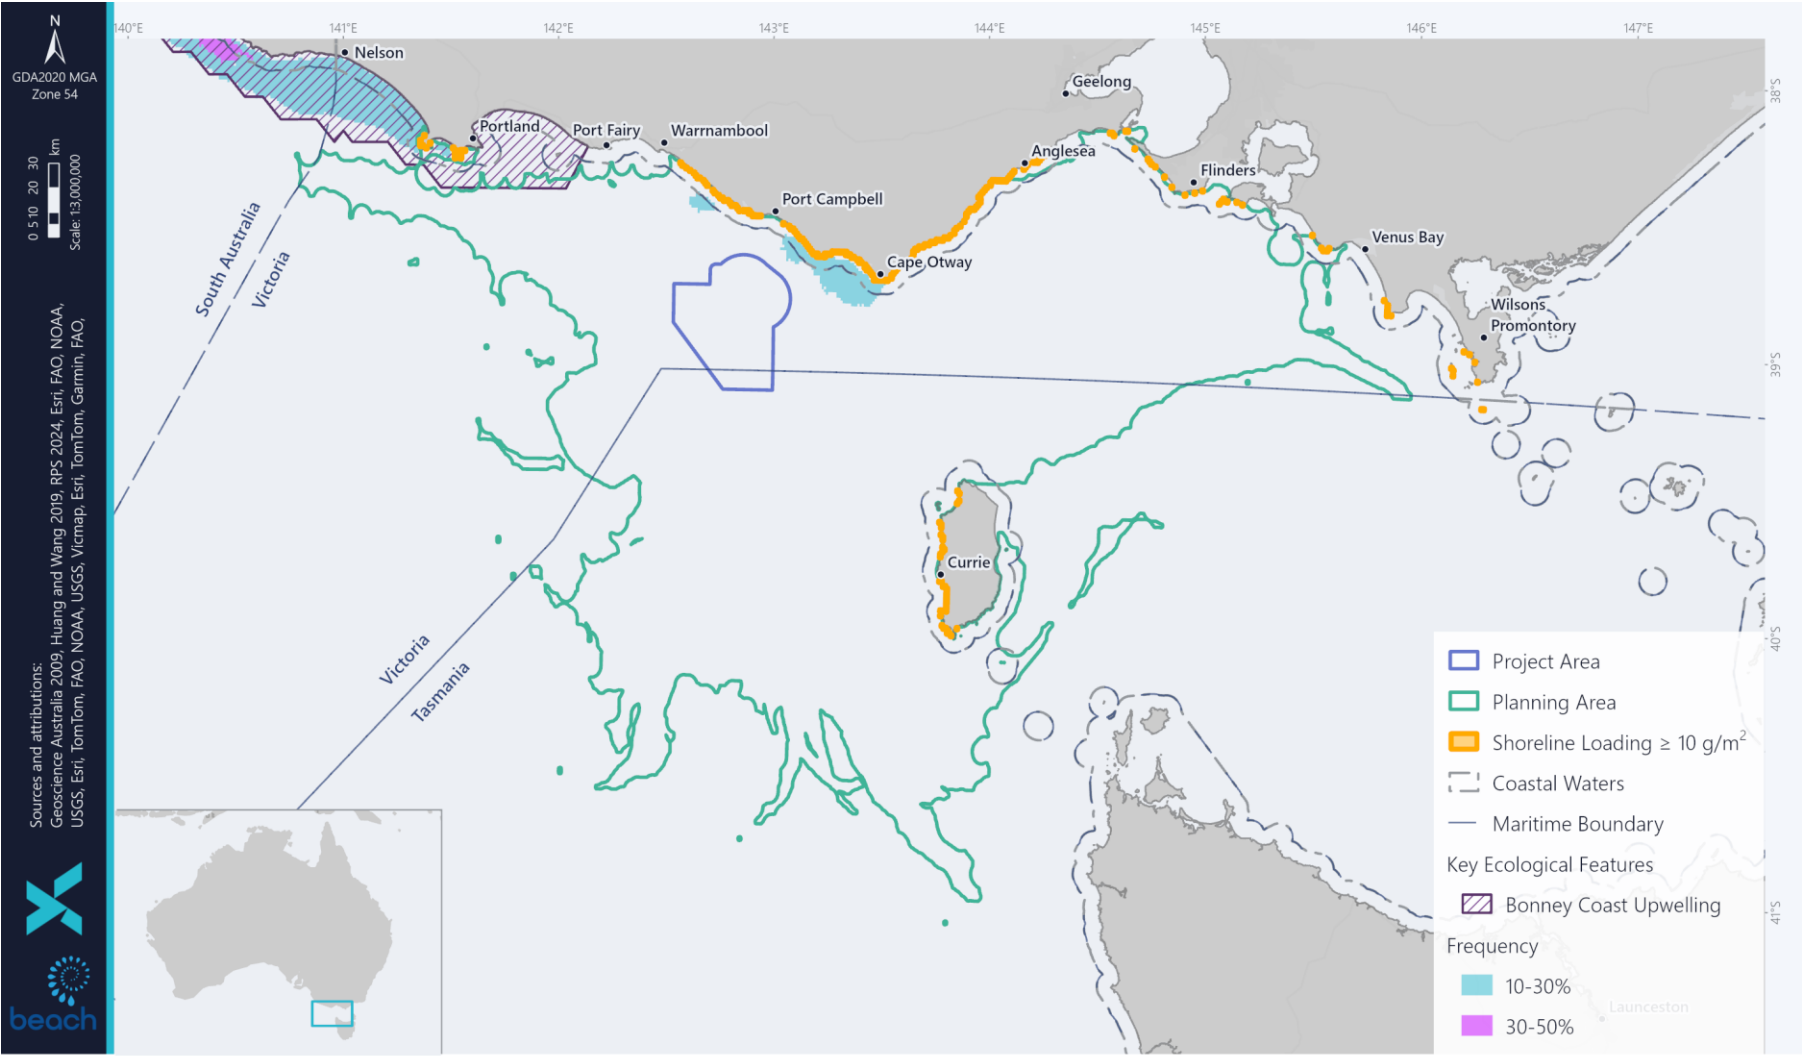 140°E
141°E
142°E
143°E
144°E
145°E
146°E
147°E
N
GDA2020 MGA
Zone 54
0 5 10 20 30
km
Scale: 1:3,000,000
Sources and attributions:
Geoscience Australia 2009, Huang and Wang 2019, RPS 2024, Esri, FAO, NOAA,
USGS, Esri, TomTom, FAO, NOAA, USGS, Vicmap, Esri, TomTom, Garmin, FAO,
beach
Nelson
Portland
Port Fairy
Warrnambool
Port Campbell
Cape Otway
Geelong
Anglesea
Flinders
Venus Bay
Wilsons
Promontory
Currie
South Australia
Victoria
Victoria
Tasmania
38°S
39°S
40°S
41°S
Project Area
Planning Area
Shoreline Loading ≥ 10 g/m²
Coastal Waters
Maritime Boundary
Key Ecological Features
Bonney Coast Upwelling
Frequency
10-30%
30-50%
Launceston